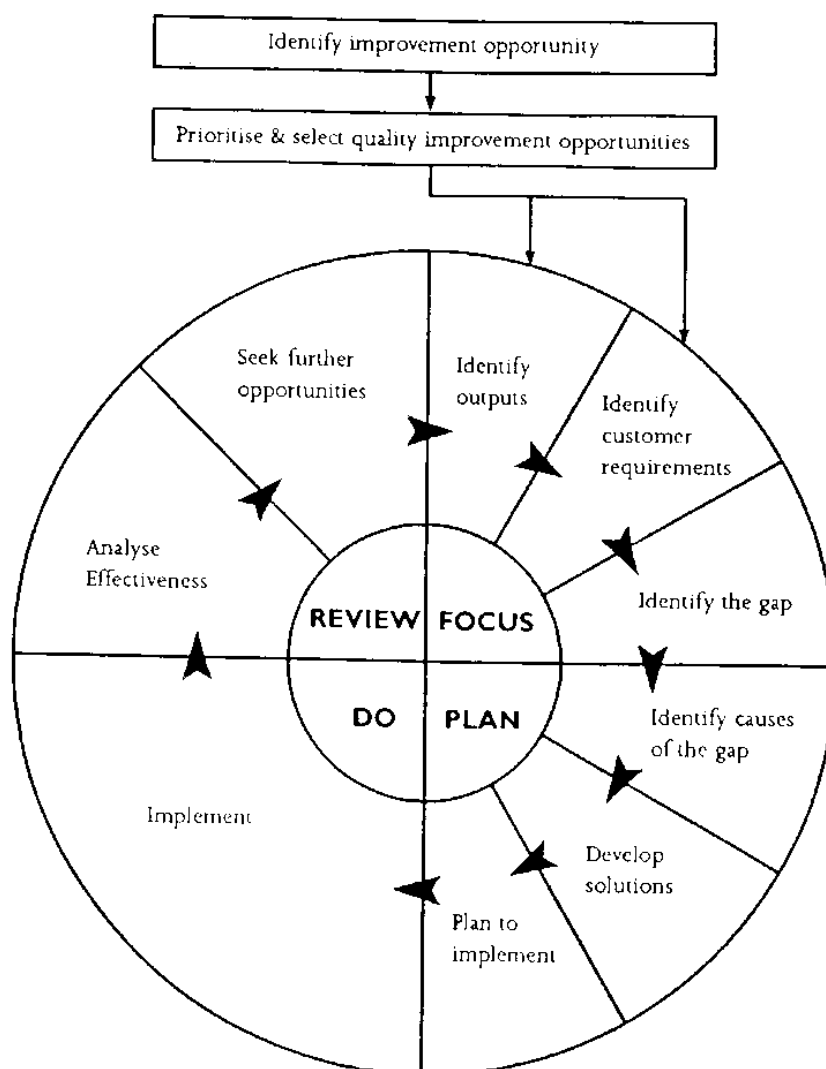 Identify improvement opportunity
Prioritise & select quality improvement opportunities
Identify
outputs
Identify
customer
requirements
Identify the gap
Identify causes
of the gap
Develop
solutions
Plan to
implement
Implement
Analyse
Effectiveness
Seek further
opportunities
REVIEW
FOCUS
DO
PLAN